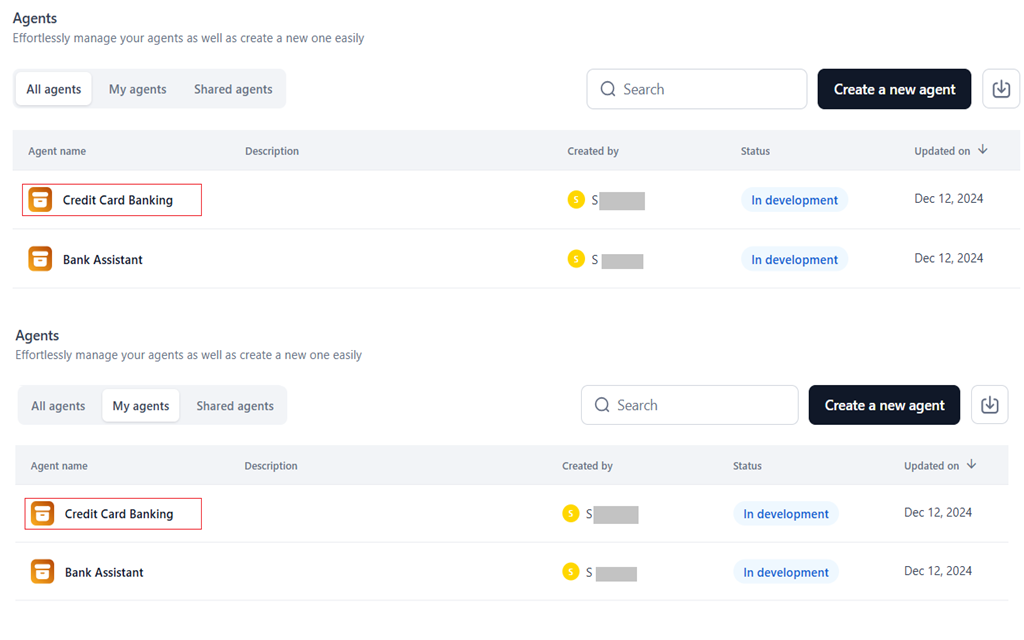 Agents
Effortlessly manage your agents as well as create a new one easily
All agents My agents Shared agents Search Create a new agent
Agent name Description Created by Status Updated on
Credit Card Banking S S In development Dec 12, 2024
Bank Assistant S S In development Dec 12, 2024
Agents
Effortlessly manage your agents as well as create a new one easily
All agents My agents Shared agents Search Create a new agent
Agent name Description Created by Status Updated on
Credit Card Banking S S In development Dec 12, 2024
Bank Assistant S S In development Dec 12, 2024